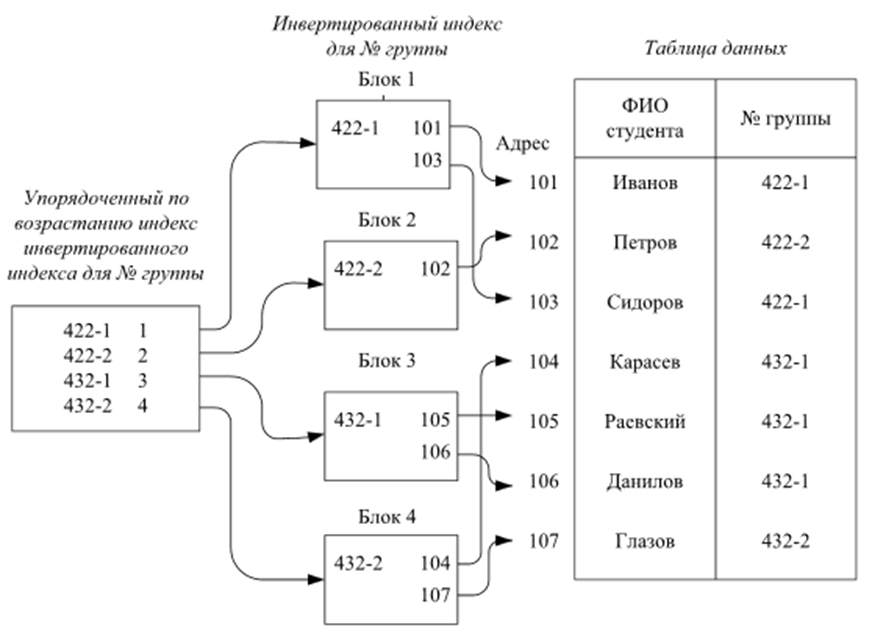 Инвертированный индекс
для № группы
Таблица данных
Блок 1
422-1 101
103
Адрес
ФИО
студента
№ группы
101 Иванов 422-1
Упорядоченный по
возрастанию индекс
инвертированного
индекса для № группы
Блок 2
422-2 102
102 Петров 422-2
103 Сидоров 422-1
422-1 1
422-2 2
432-1 3
432-2 4
Блок 3
432-1 105
106
104 Карасев 432-1
105 Раевский 432-1
106 Данилов 432-1
Блок 4
432-2 104
107
107 Глазов 432-2